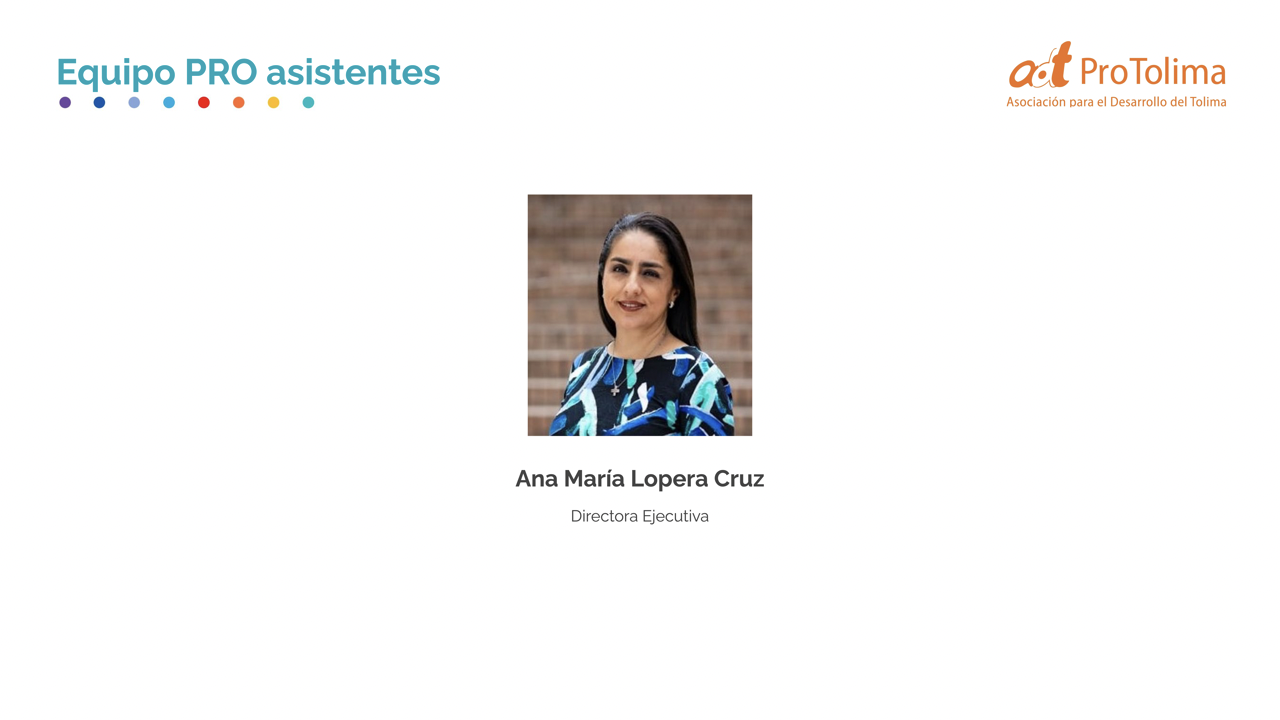 Equipo PRO asistentes
adt ProTolima
Asociación para el Desarrollo del Tolima
Ana María Lopera Cruz
Directora Ejecutiva